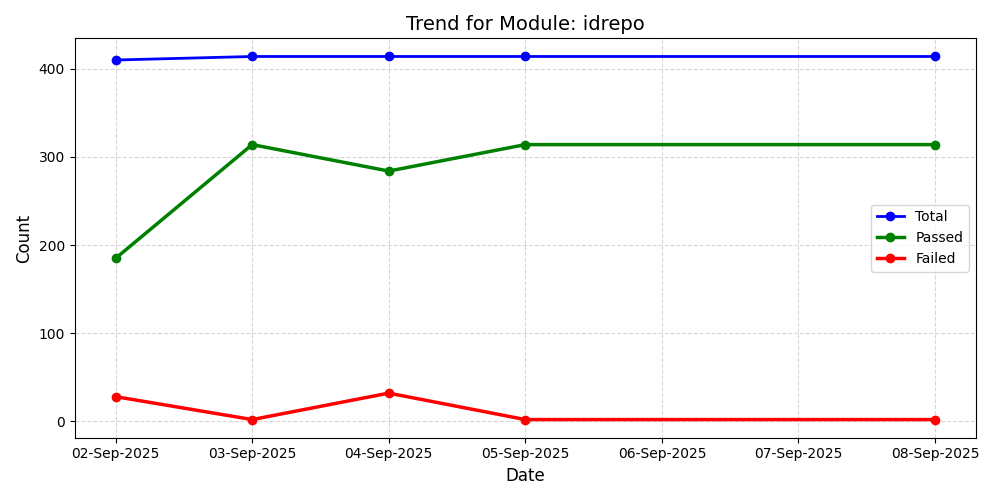 Trend for Module: idrepo
Count
400
300
200
100
0
Total
Passed
Failed
02-Sep-2025 03-Sep-2025 04-Sep-2025 05-Sep-2025 06-Sep-2025 07-Sep-2025 08-Sep-2025
Date